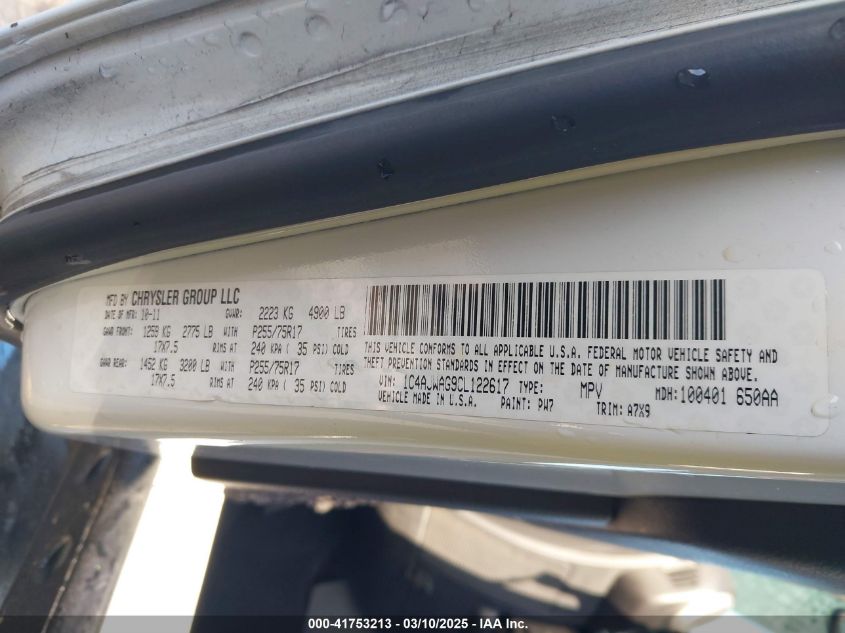 MFD BY CHRYSLER GROUP LLC
DATE OF MFR: 10-11 GVWR: 2223 KG 4900 LB
GAWR FRONT: 1259 KG 2775 LB WITH P255/75R17 TIRES
17X7.5 RIMS AT 240 KPA ( 35 PSI) COLD
GAWR REAR: 1452 KG 3200 LB WITH P255/75R17 TIRES
17X7.5 RIMS AT 240 KPA ( 35 PSI) COLD
THIS VEHICLE CONFORMS TO ALL APPLICABLE U.S.A. FEDERAL MOTOR VEHICLE SAFETY AND
THEFT PREVENTION STANDARDS IN EFFECT ON THE DATE OF MANUFACTURE SHOWN ABOVE.
VIN: 1C4AJWAG9CL122617 TYPE: MPV MDH:100401 650AA
VEHICLE MADE IN U.S.A. PAINT: PW7 TRIM: A7X9
000-41753213 - 03/10/2025 - IAA Inc. Copyright